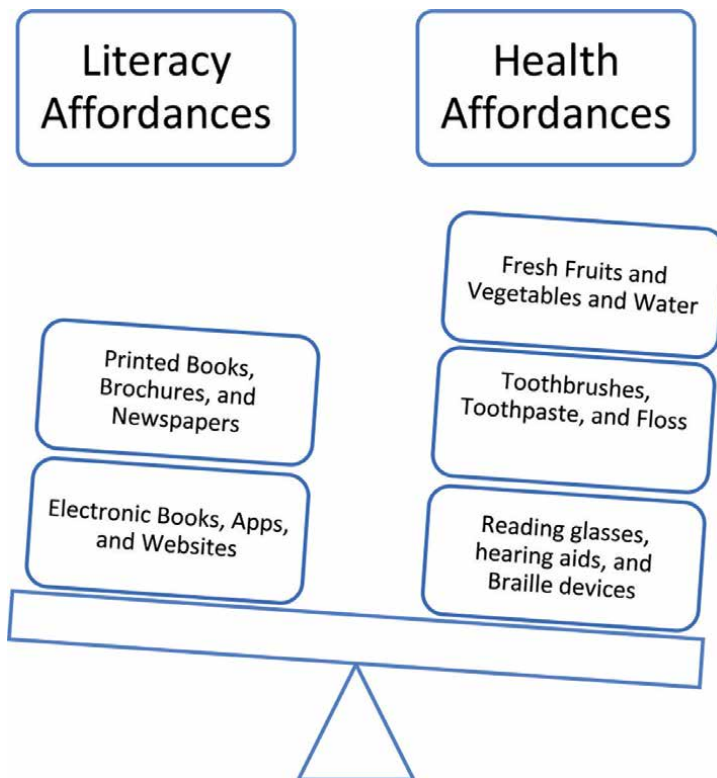 Literacy
Affordances
Health
Affordances
Fresh Fruits and
Vegetables and Water
Printed Books,
Brochures, and
Newspapers
Toothbrushes,
Toothpaste, and Floss
Electronic Books, Apps,
and Websites
Reading glasses,
hearing aids, and
Braille devices